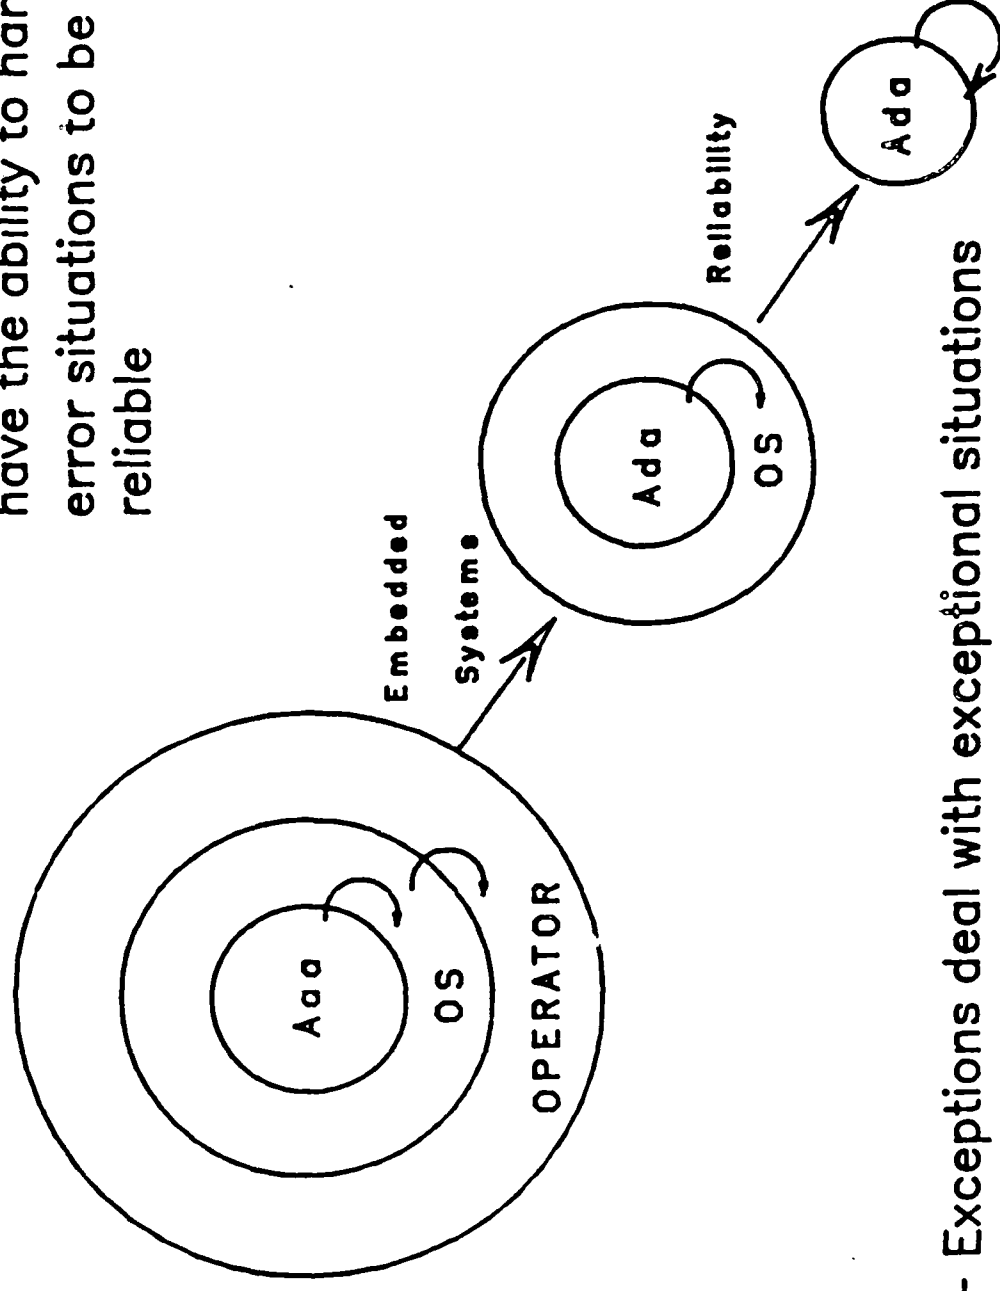 have the ability to
error situations to be
reliable
Embedded
Systems
Reliability
Aaa
OS
OPERATOR
Ada
OS
Ada
- Exceptions deal with exceptional situations